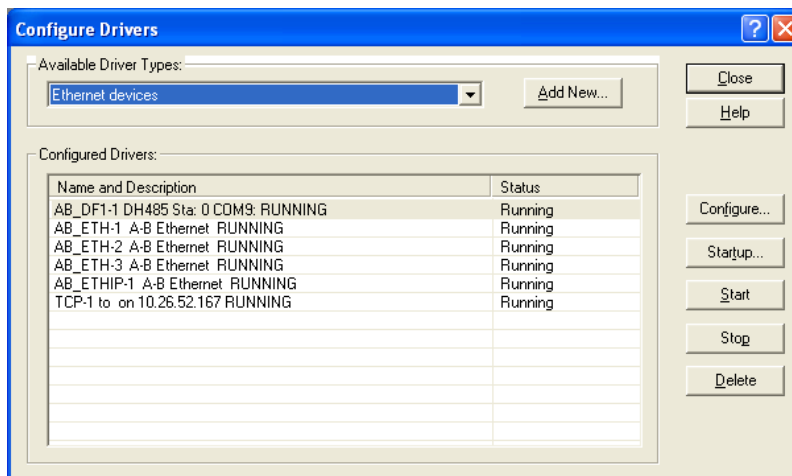 Configure Drivers
Available Driver Types:
Ethernet devices
Add New...
Close
Help
Configured Drivers:
Name and Description Status
AB_DF1-1 DH485 Sta: 0 COM9: RUNNING Running
AB_ETH-1 A-B Ethernet RUNNING Running
AB_ETH-2 A-B Ethernet RUNNING Running
AB_ETH-3 A-B Ethernet RUNNING Running
AB_ETHIP-1 A-B Ethernet RUNNING Running
TCP-1 to on 10.26.52.167 RUNNING Running
Configure...
Startup...
Start
Stop
Delete